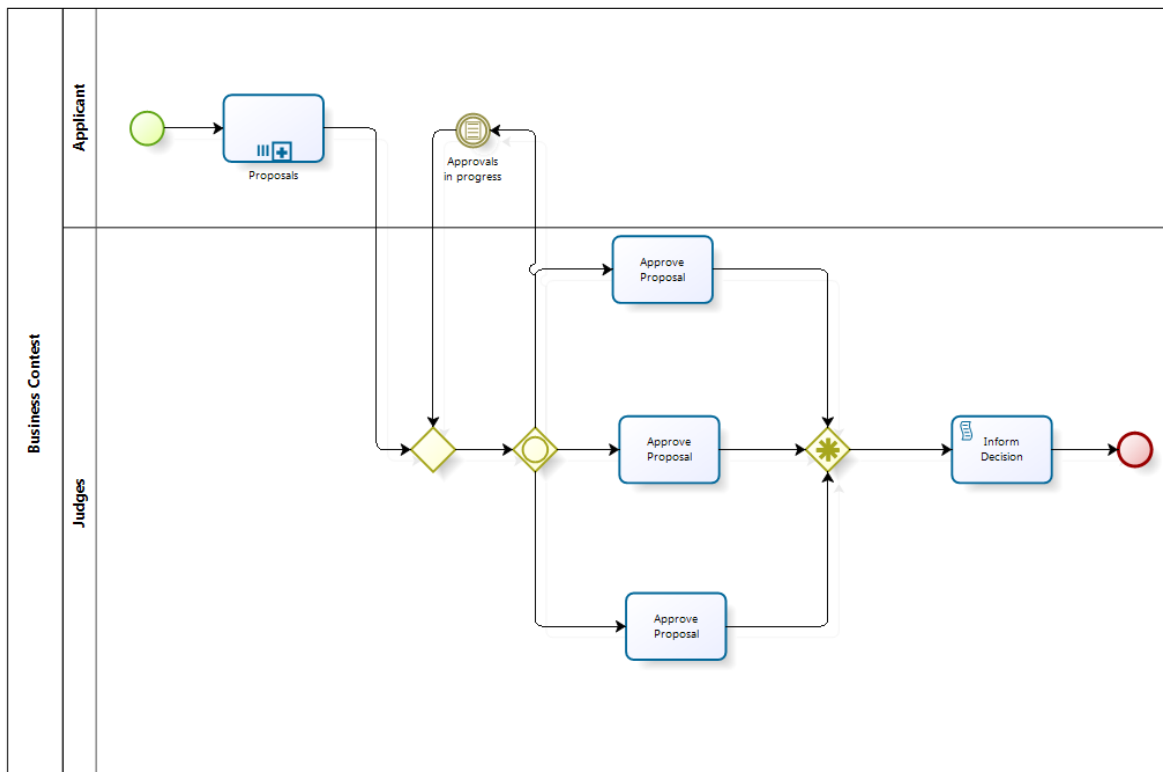 Business Contest
Applicant
Proposals
Approvals
in progress
Judges
Approve
Proposal
Approve
Proposal
Approve
Proposal
Inform
Decision